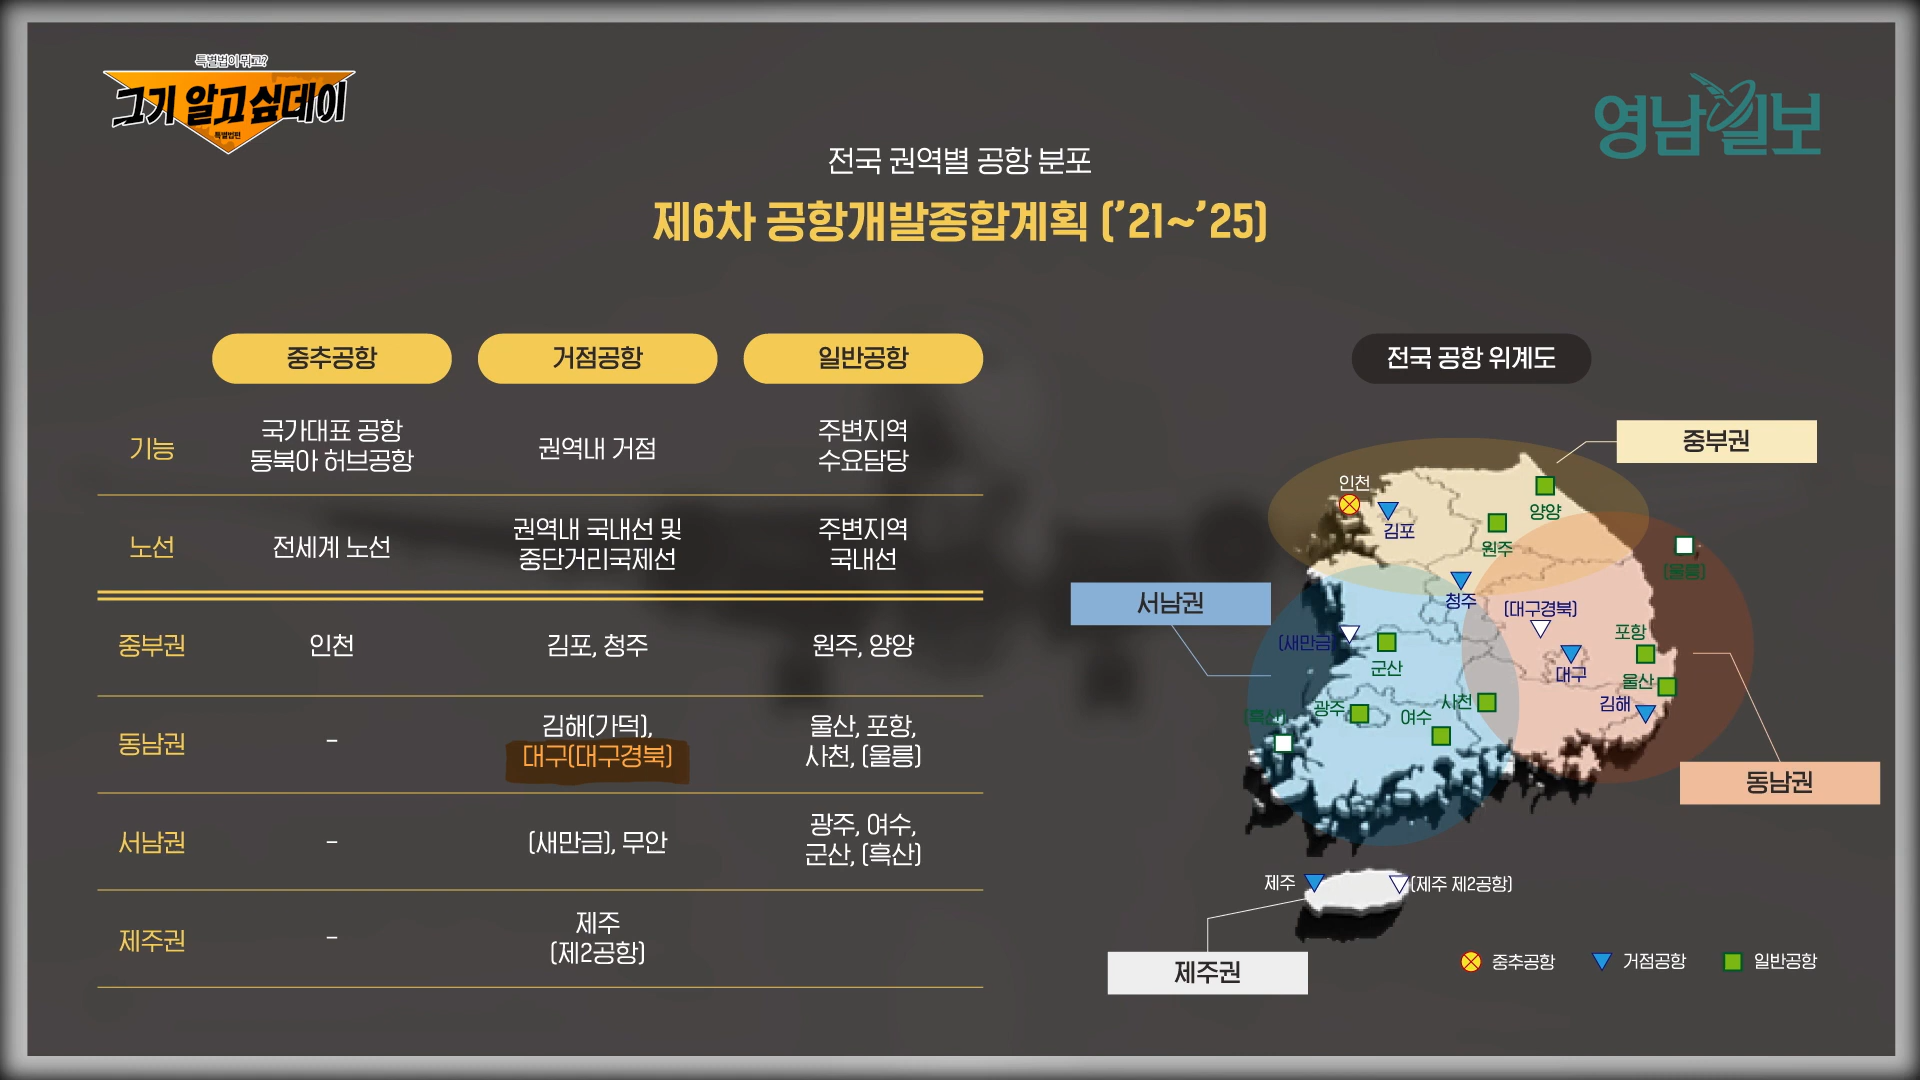 특별법이 뭐고?
그기 알고싶데이
특별법편
영남일보
전국 권역별 공항 분포
제6차 공항개발종합계획 ('21~'25)
중추공항
거점공항
일반공항
기능
국가대표 공항
동북아 허브공항
권역내 거점
주변지역
수요담당
노선
전세계 노선
권역내 국내선 및
중단거리국제선
주변지역
국내선
중부권
인천
김포, 청주
원주, 양양
동남권
-
김해(가덕),
대구(대구경북)
울산, 포항,
사천, (울릉)
서남권
-
(새만금), 무안
광주, 여수,
군산, (흑산)
제주권
-
제주
(제2공항)
전국 공항 위계도
중부권
인천
김포
양양
원주
(울릉)
서남권
청주
(대구경북)
(새만금)
포항
군산
대구
울산
사천
김해
(흑산)
광주
여수
동남권
제주
(제주 제2공항)
제주권
중추공항
거점공항
일반공항